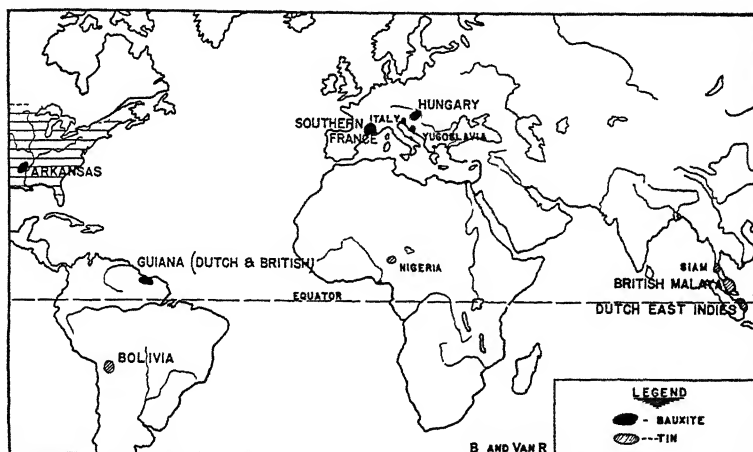 HUNGARY
ITALY
SOUTHERN
FRANCE
YUGOSLAVIA
ARKANSAS
GUIANA (DUTCH & BRITISH)
NIGERIA
SIAM
BRITISH MALAYA
EQUATOR
DUTCH EAST INDIES
BOLIVIA
LEGEND
- BAUXITE
---TIN
B AND VAN R